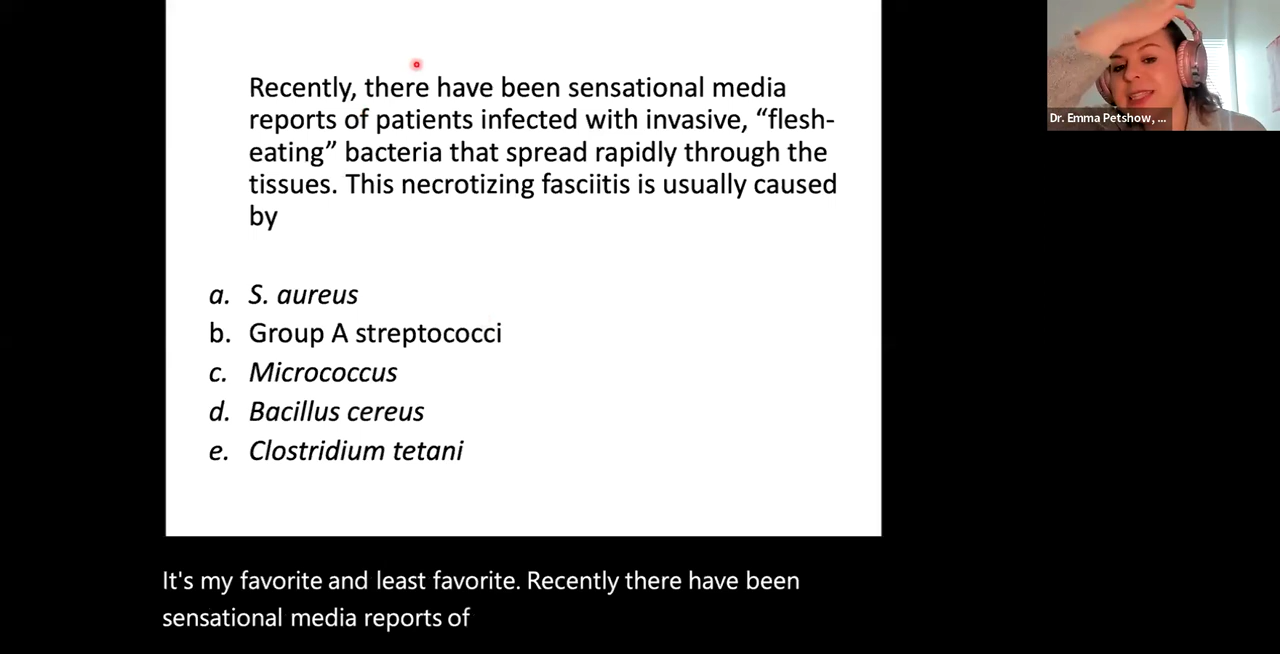 Recently, there have been sensational media
reports of patients infected with invasive, “flesh-
eating” bacteria that spread rapidly through the
tissues. This necrotizing fasciitis is usually caused
by
a. S. aureus
b. Group A streptococci
c. Micrococcus
d. Bacillus cereus
e. Clostridium tetani
Dr. Emma Petshow, ...
It's my favorite and least favorite. Recently there have been
sensational media reports of